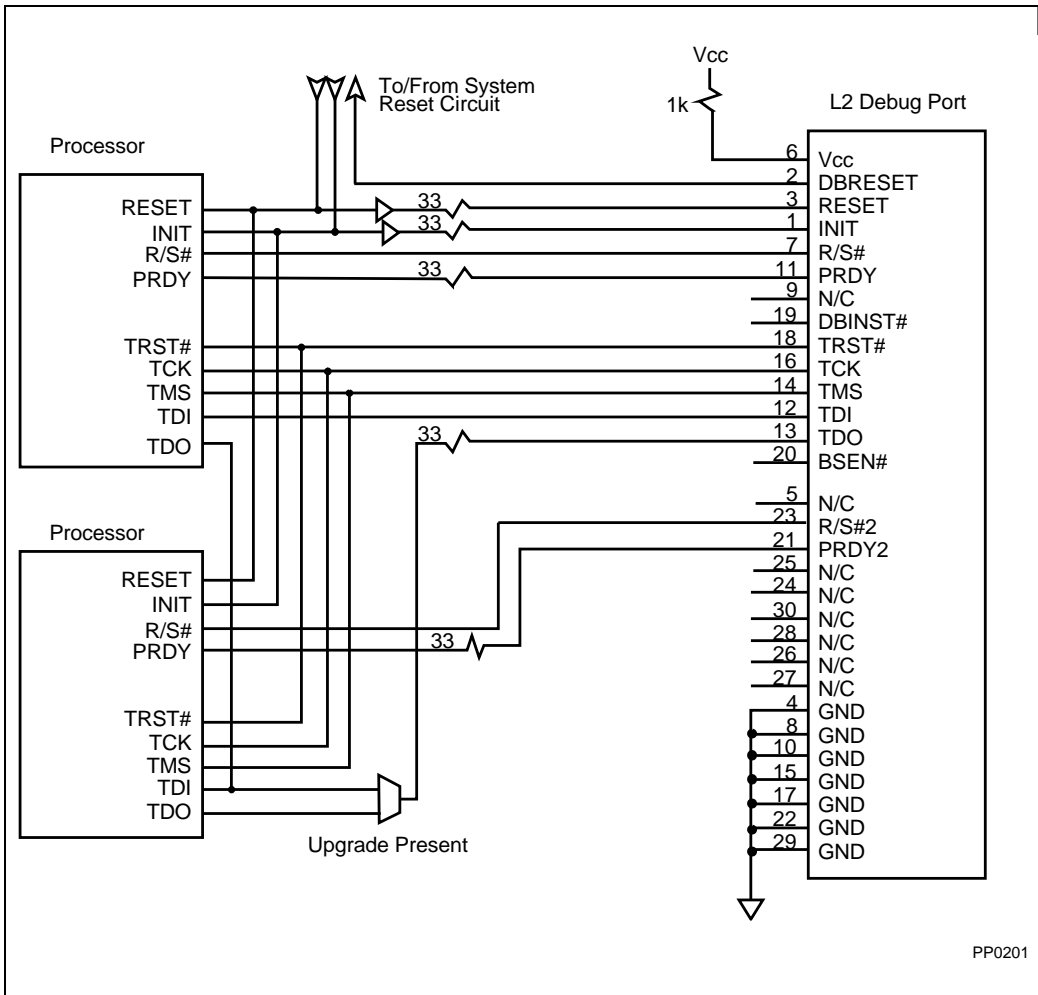 To/From System
Reset Circuit
Vcc
1k
L2 Debug Port
Processor
RESET
INIT
R/S#
PRDY
TRST#
TCK
TMS
TDI
TDO
33
33
33
33
6 Vcc
2 DBRESET
3 RESET
1 INIT
7 R/S#
11 PRDY
9 N/C
19 DBINST#
18 TRST#
16 TCK
14 TMS
12 TDI
13 TDO
20 BSEN#
5 N/C
23 R/S#2
21 PRDY2
25 N/C
24 N/C
30 N/C
28 N/C
26 N/C
27 N/C
4 GND
8 GND
10 GND
15 GND
17 GND
22 GND
29 GND
Processor
RESET
INIT
R/S#
PRDY
33
TRST#
TCK
TMS
TDI
TDO
Upgrade Present
PP0201